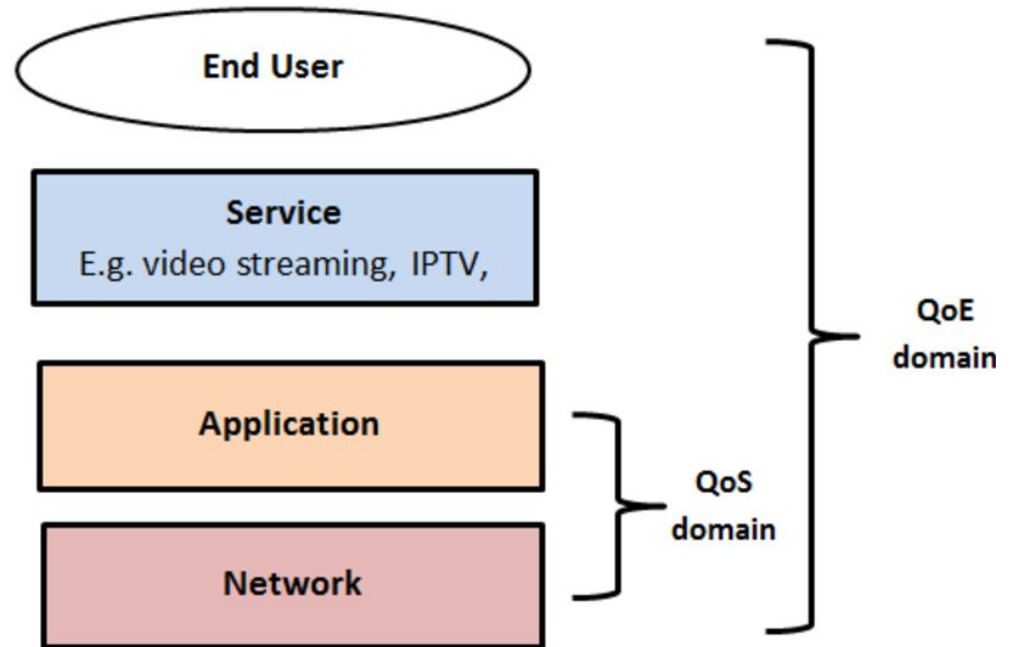 End User
Service
E.g. video streaming, IPTV,
Application
Network
QoS
domain
QoE
domain